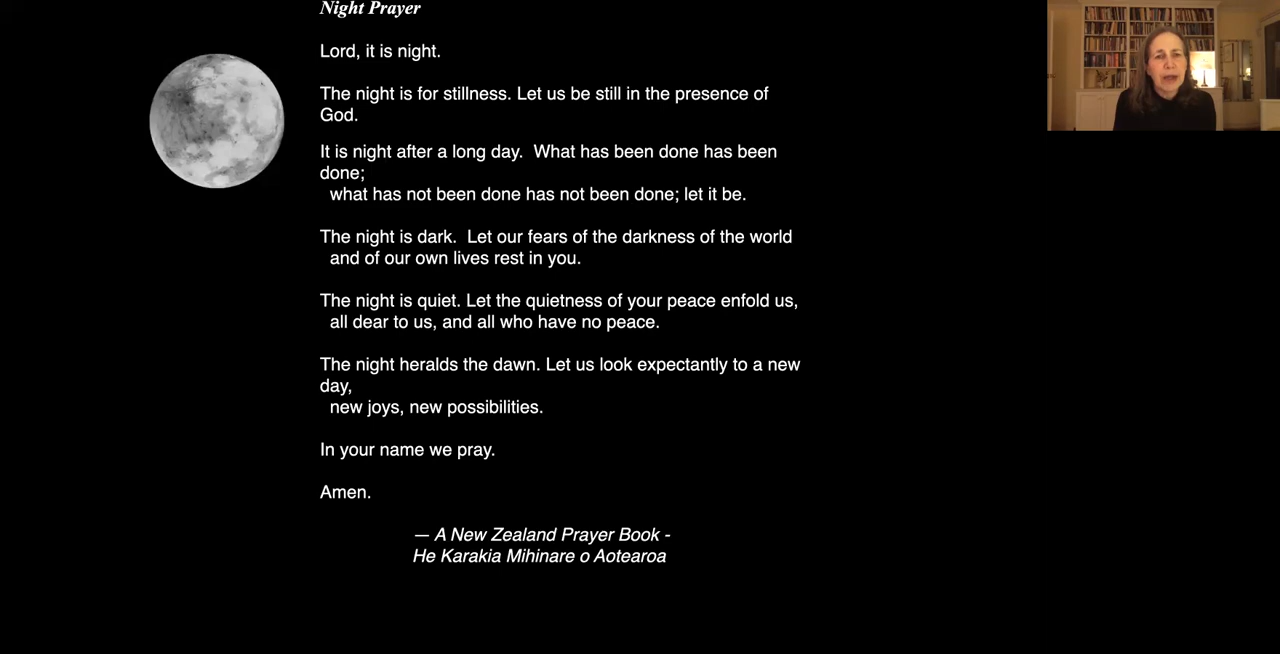 Night Prayer
Lord, it is night.
The night is for stillness. Let us be still in the presence of
God.
It is night after a long day.  What has been done has been
done;
what has not been done has not been done; let it be.
The night is dark.  Let our fears of the darkness of the world
and of our own lives rest in you.
The night is quiet. Let the quietness of your peace enfold us,
all dear to us, and all who have no peace.
The night heralds the dawn. Let us look expectantly to a new
day,
new joys, new possibilities.
In your name we pray.
Amen.
— A New Zealand Prayer Book -
He Karakia Mihinare o Aotearoa